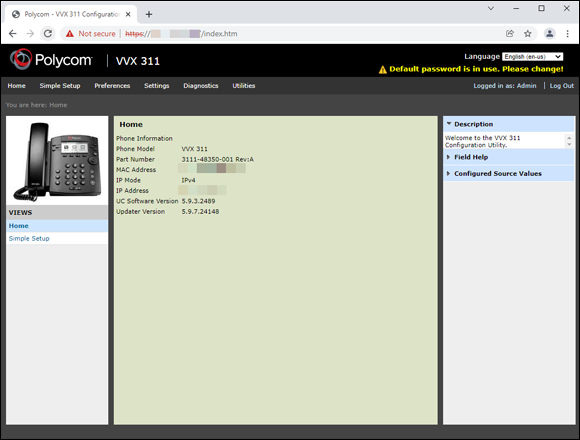 Polycom - VVX 311 Configuration
Not secure https:// /index.htm
Polycom VVX 311
Language English (en-us)
Default password is in use. Please change!
Home Simple Setup Preferences Settings Diagnostics Utilities Logged in as: Admin Log Out
You are here: Home
Home
Phone Information
Phone Model VVX 311
Part Number 3111-48350-001 Rev:A
MAC Address
IP Mode IPv4
IP Address
UC Software Version 5.9.3.2489
Updater Version 5.9.7.24148
VIEWS
Home
Simple Setup
Description
Welcome to the VVX 311
Configuration Utility.
Field Help
Configured Source Values